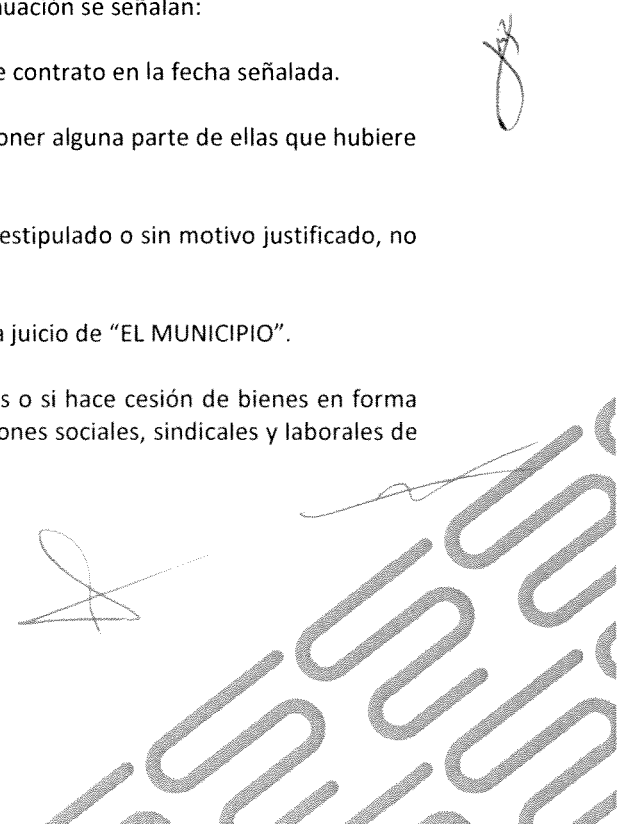 nuación se señalan:
e contrato en la fecha señalada.
oner alguna parte de ellas que hubiere
estipulado o sin motivo justificado, no
a juicio de “EL MUNICIPIO”.
s o si hace cesión de bienes en forma
ones sociales, sindicales y laborales de